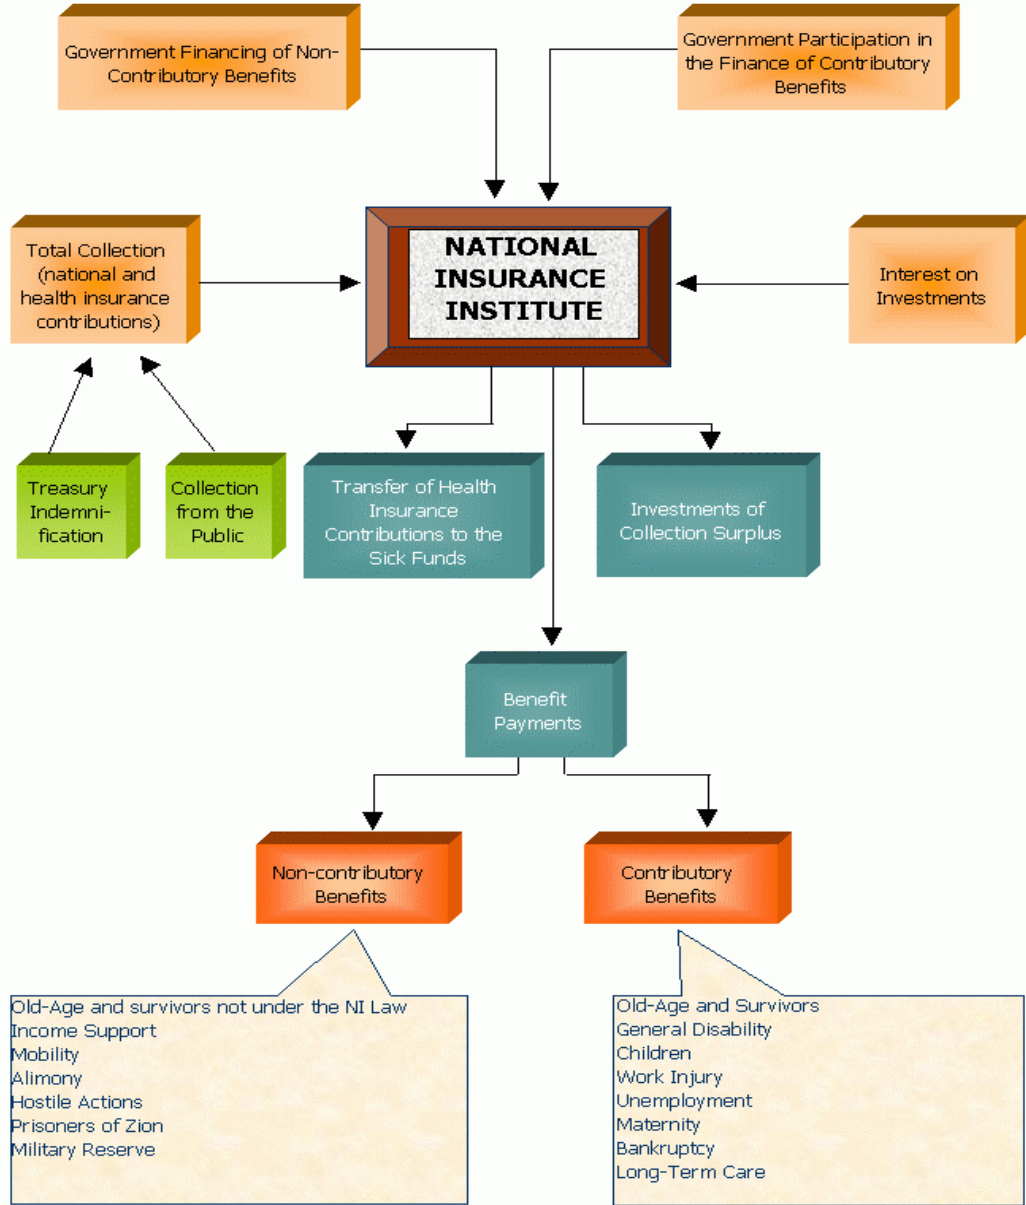 Government Financing of Non-
Contributory Benefits
Government Participation in
the Finance of Contributory
Benefits
Total Collection
(national and
health insurance
contributions)
NATIONAL
INSURANCE
INSTITUTE
Interest on
Investments
Treasury
Indemni-
ification
Collection
from the
Public
Transfer of Health
Insurance
Contributions to the
Sick Funds
Investments of
Collection Surplus
Benefit
Payments
Non-contributory
Benefits
Contributory
Benefits
Old-Age and survivors not under the NI Law
Income Support
Mobility
Alimony
Hostile Actions
Prisoners of Zion
Military Reserve
Old-Age and Survivors
General Disability
Children
Work Injury
Unemployment
Maternity
Bankruptcy
Long-Term Care